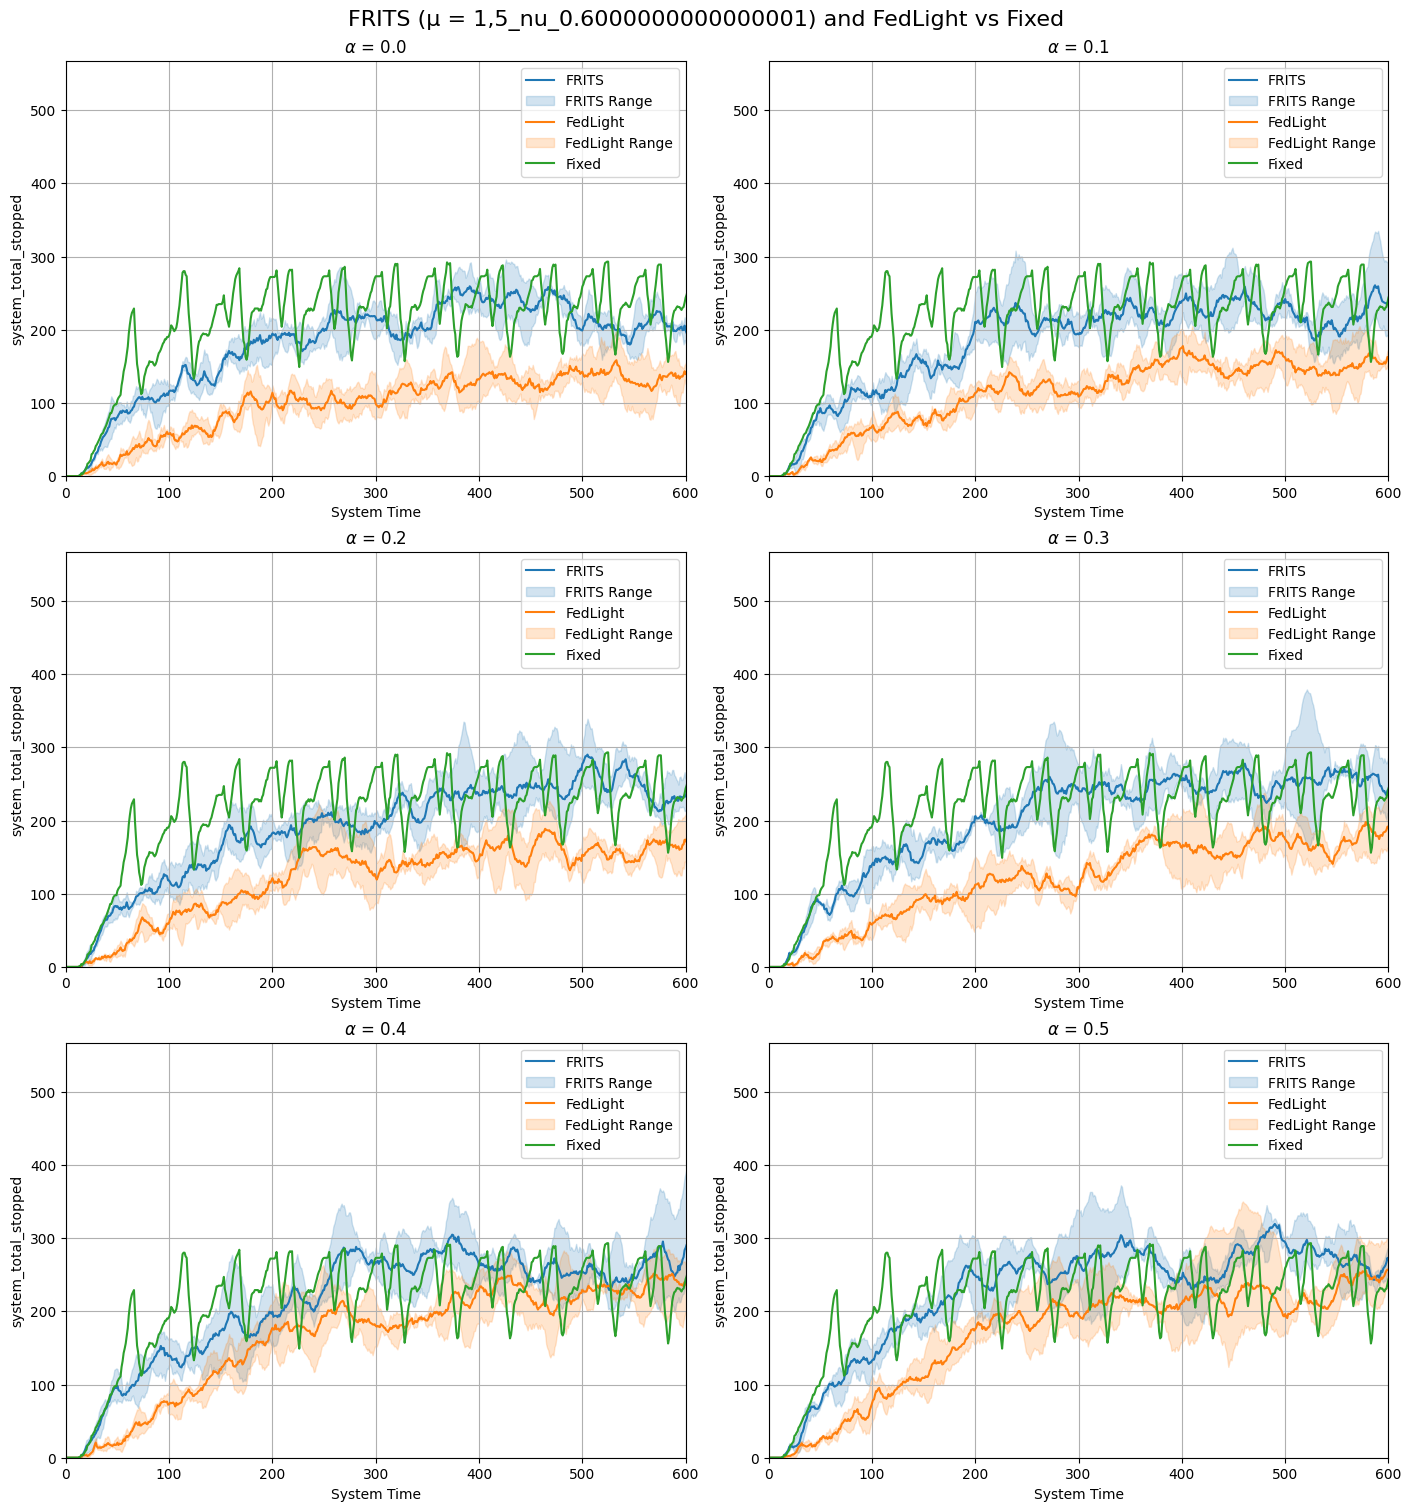 FRITS (μ = 1,5_nu_0.6000000000000001) and FedLight vs Fixed
α = 0.0
system_total_stopped
500
400
300
200
100
0
FRITS
FRITS Range
FedLight
FedLight Range
Fixed
0 100 200 300 400 500 600
System Time
α = 0.1
system_total_stopped
500
400
300
200
100
0
FRITS
FRITS Range
FedLight
FedLight Range
Fixed
0 100 200 300 400 500 600
System Time
α = 0.2
system_total_stopped
500
400
300
200
100
0
FRITS
FRITS Range
FedLight
FedLight Range
Fixed
0 100 200 300 400 500 600
System Time
α = 0.3
system_total_stopped
500
400
300
200
100
0
FRITS
FRITS Range
FedLight
FedLight Range
Fixed
0 100 200 300 400 500 600
System Time
α = 0.4
system_total_stopped
500
400
300
200
100
0
FRITS
FRITS Range
FedLight
FedLight Range
Fixed
0 100 200 300 400 500 600
System Time
α = 0.5
system_total_stopped
500
400
300
200
100
0
FRITS
FRITS Range
FedLight
FedLight Range
Fixed
0 100 200 300 400 500 600
System Time